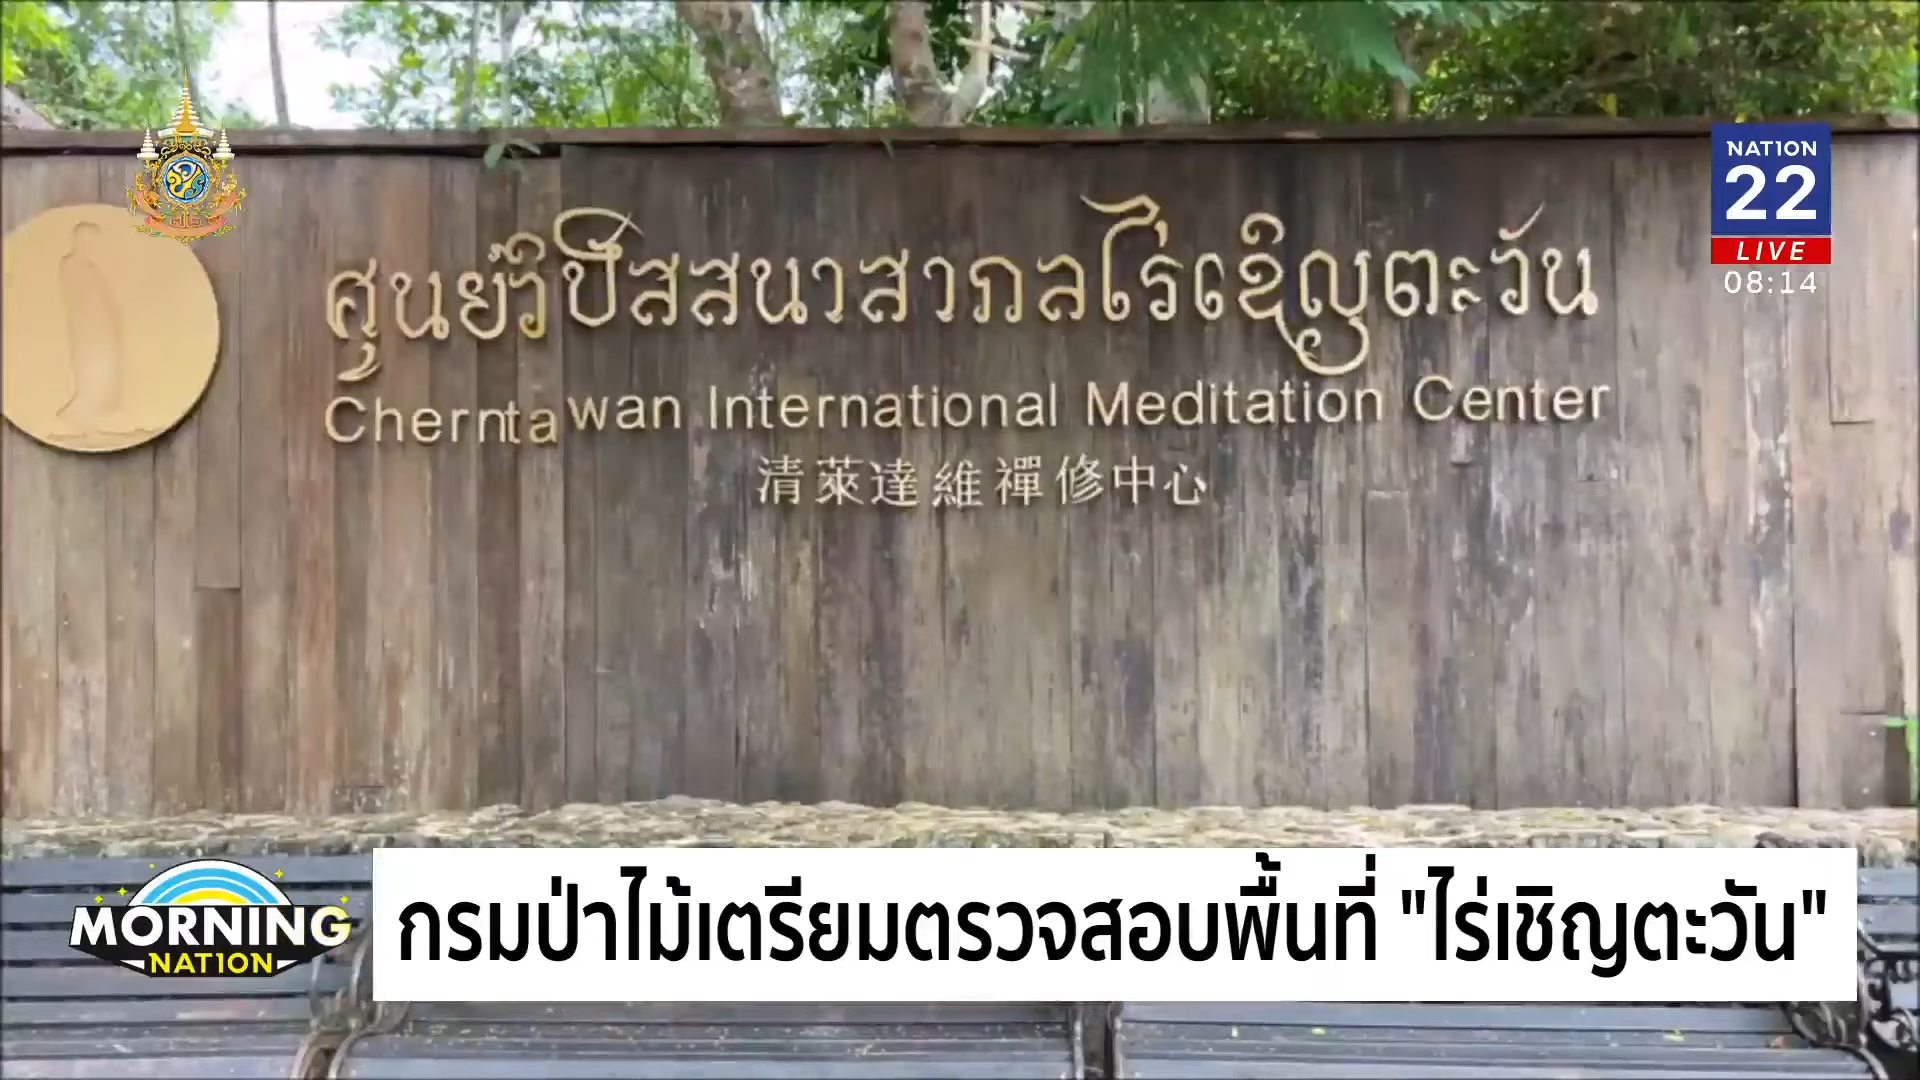 NATION
22
LIVE
08:14
ศูนย์วิปัสสนาสากลไร่เชิญตะวัน
Cherntawan International Meditation Center
清萊達維禪修中心
MORNING
NATION
กรมป่าไม้เตรียมตรวจสอบพื้นที่ "ไร่เชิญตะวัน"